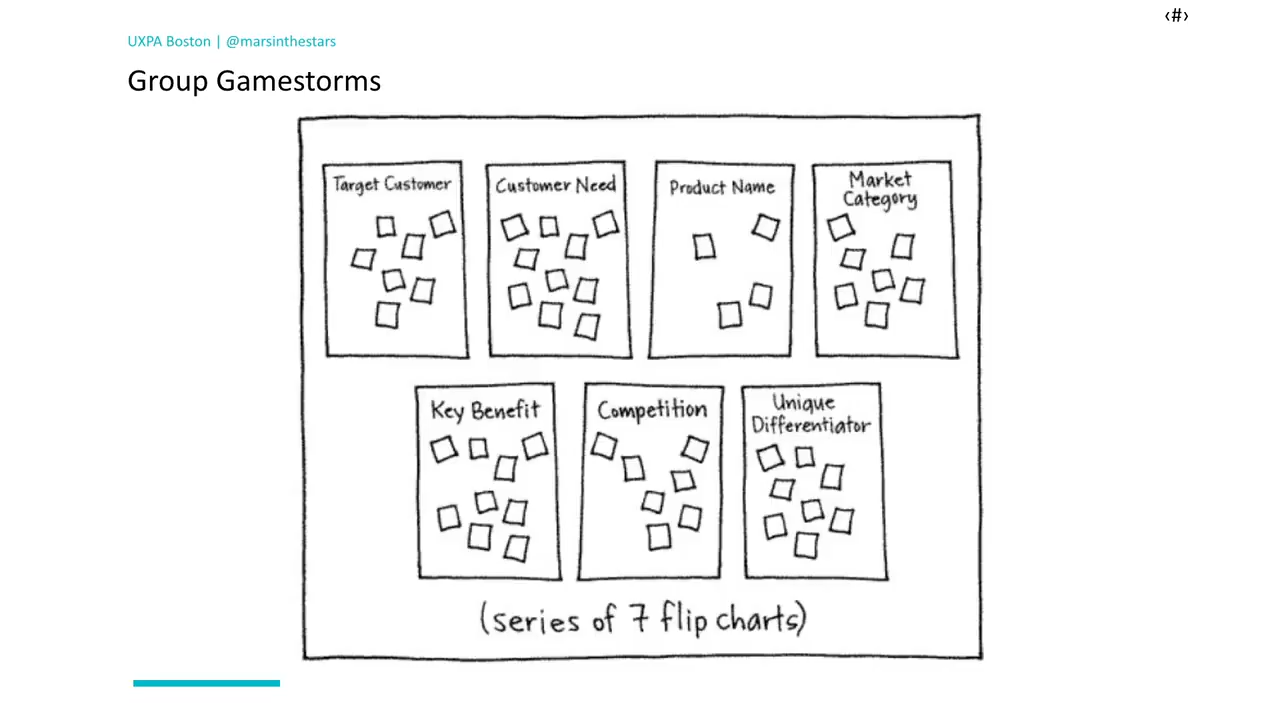 ‹#›
UXPA Boston | @marsinthestars
Group Gamestorms
Target Customer
Customer Need
Product Name
Market
Category
Key Benefit
Competition
Unique
Differentiator
(series of 7 flip charts)